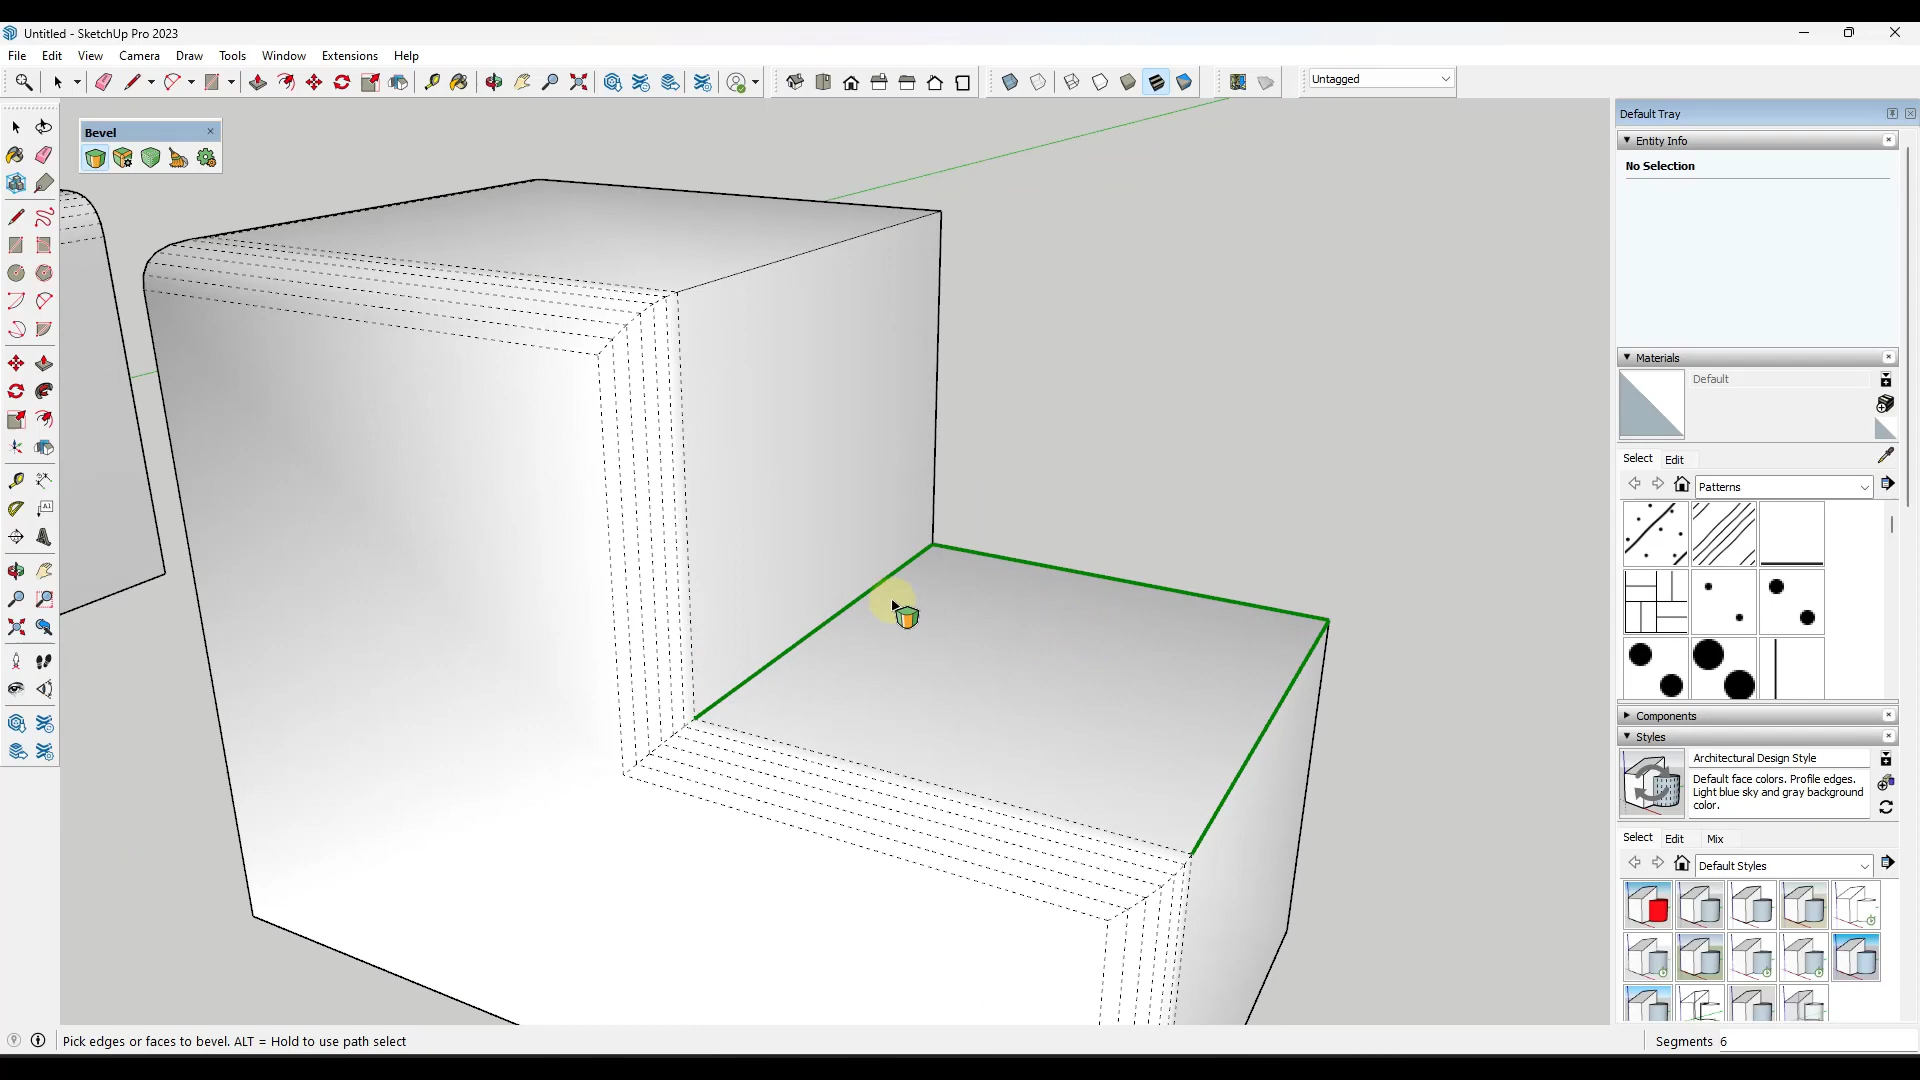 Untitled - SketchUp Pro 2023
File Edit View Camera Draw Tools Window Extensions Help
Untagged
Default Tray
Bevel
Entity Info
No Selection
Materials
Default
Select Edit
Patterns
Components
Styles
Architectural Design Style
Default face colors. Profile edges.
Light blue sky and gray background
color.
Select Edit Mix
Default Styles
Pick edges or faces to bevel. ALT = Hold to use path select
Segments 6